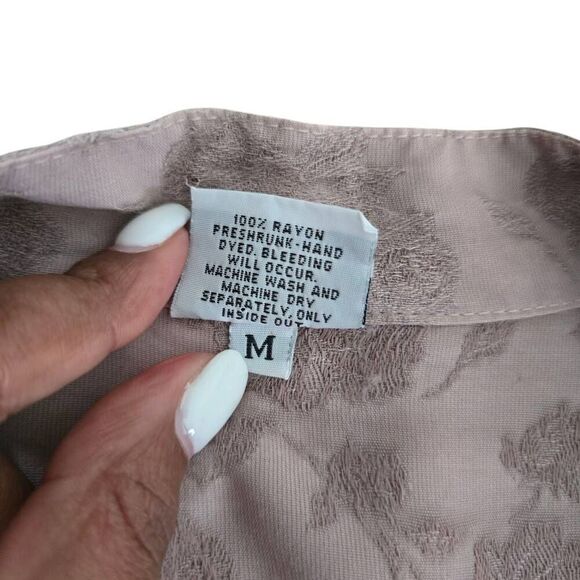 100% RAYON
PRESHRUNK-HAND
DYED. BLEEDING
WILL OCCUR.
MACHINE WASH AND
MACHINE DRY
SEPARATELY, ONLY
INSIDE OUT
M